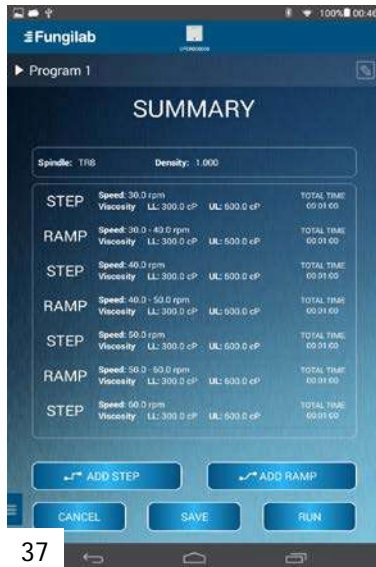 100% 00:46
Fungilab
Program 1
SUMMARY
Spindle: TR8 Density: 1.000
STEP Speed: 30.0 rpm TOTAL TIME
Viscosity LL: 300.0 cP UL: 600.0 cP 00:01:00
RAMP Speed: 30.0 - 40.0 rpm TOTAL TIME
Viscosity LL: 300.0 cP UL: 600.0 cP 00:01:00
STEP Speed: 40.0 rpm TOTAL TIME
Viscosity LL: 300.0 cP UL: 600.0 cP 00:01:00
RAMP Speed: 40.0 - 50.0 rpm TOTAL TIME
Viscosity LL: 300.0 cP UL: 600.0 cP 00:01:00
STEP Speed: 50.0 rpm TOTAL TIME
Viscosity LL: 300.0 cP UL: 600.0 cP 00:01:00
RAMP Speed: 50.0 - 60.0 rpm TOTAL TIME
Viscosity LL: 300.0 cP UL: 600.0 cP 00:01:00
STEP Speed: 60.0 rpm TOTAL TIME
Viscosity LL: 300.0 cP UL: 600.0 cP 00:01:00
ADD STEP ADD RAMP
CANCEL SAVE RUN
37